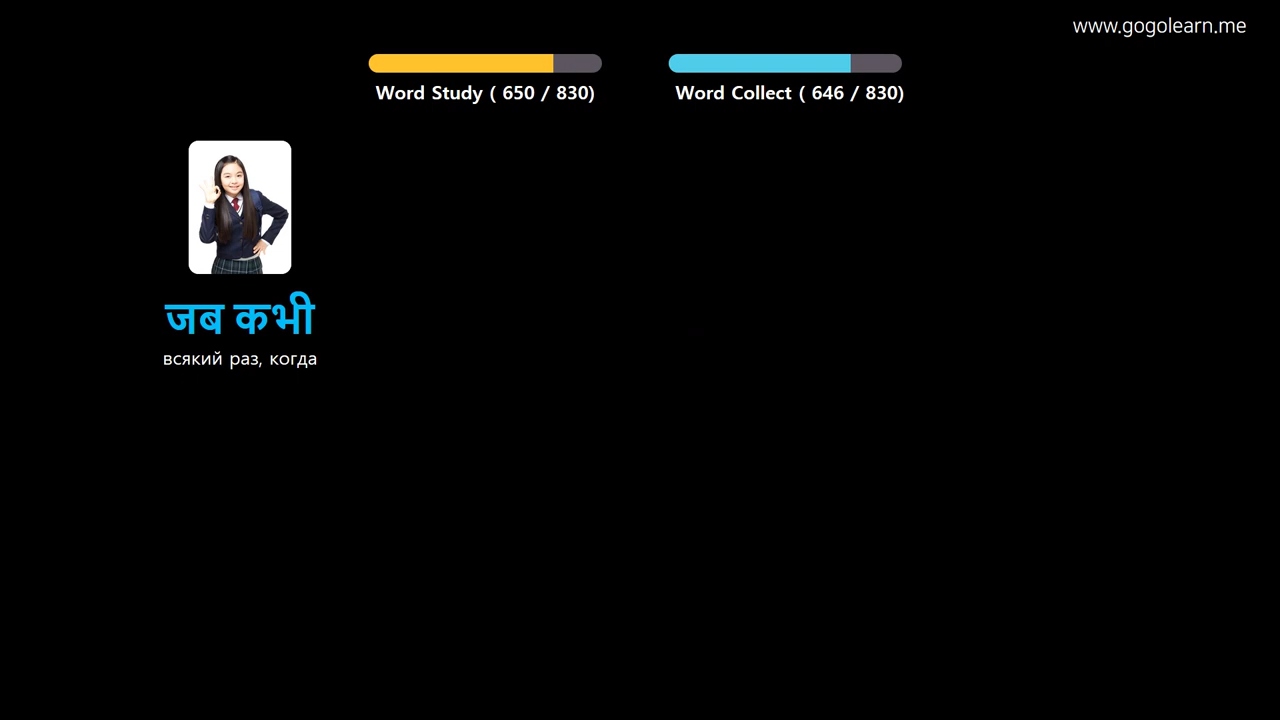 www.gogolearn.me
Word Study ( 650 / 830)
Word Collect ( 646 / 830)
जब कभी
всякий раз, когда